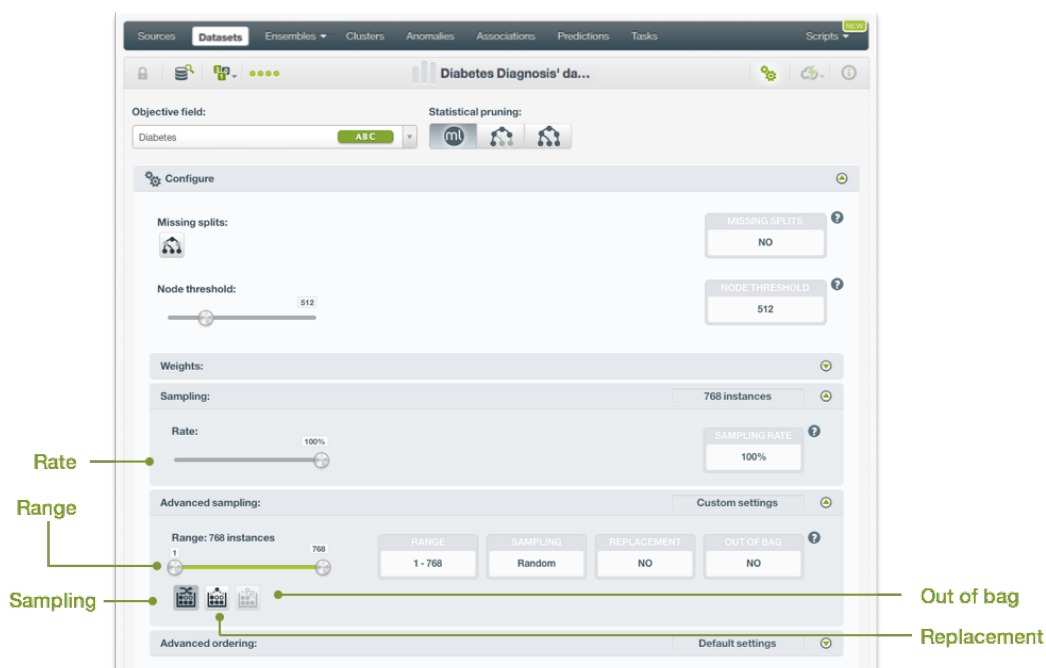 NEW
Sources Datasets Ensembles Clusters Anomalies Associations Predictions Tasks Scripts
Diabetes Diagnosis' da...
Objective field: Statistical pruning:
Diabetes ABC ml
Configure
Missing splits: MISSING SPLITS ?
NO
Node threshold: NODE THRESHOLD ?
512 512
Weights:
Sampling: 768 instances
Rate: SAMPLING RATE ?
100% 100%
Rate
Range
Advanced sampling: Custom settings
Range: 768 instances RANGE SAMPLING REPLACEMENT OUT OF BAG ?
1 768 1 - 768 Random NO NO
Sampling Out of bag
Replacement
Advanced ordering: Default settings